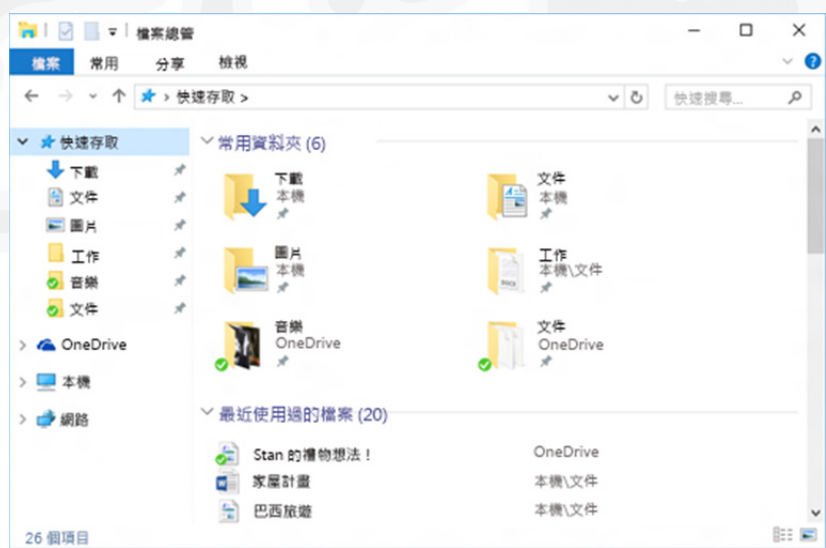 檔案總管
檔案 常用 分享 檢視
快速存取 >
快速搜尋...
快速存取
下載
文件
圖片
工作
音樂
文件
OneDrive
本機
網路
常用資料夾 (6)
下載
本機
文件
本機
圖片
本機
工作
本機\文件
音樂
OneDrive
文件
OneDrive
最近使用過的檔案 (20)
Stan 的禮物想法! OneDrive
家屋計畫 本機\文件
巴西旅遊 本機\文件
26 個項目